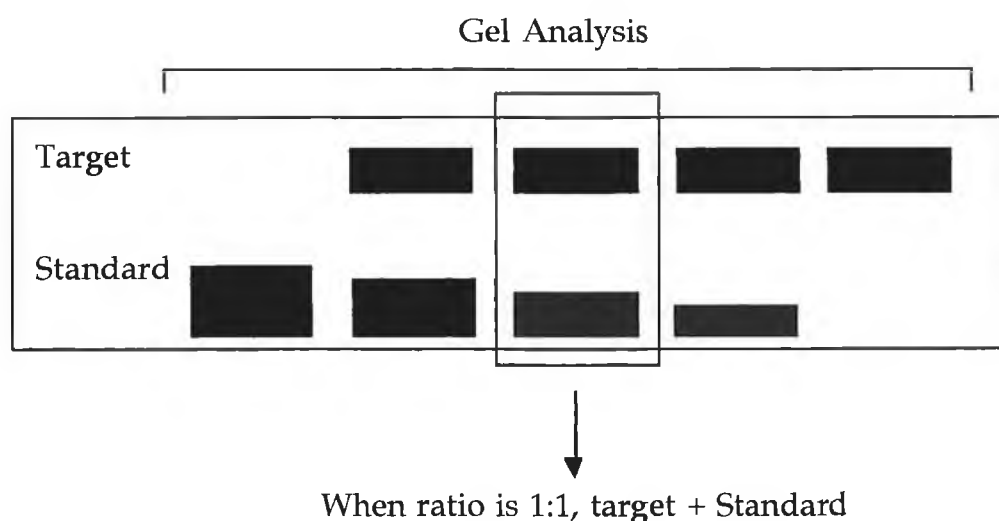 Gel Analysis
Target
Standard
When ratio is 1:1, target + Standard